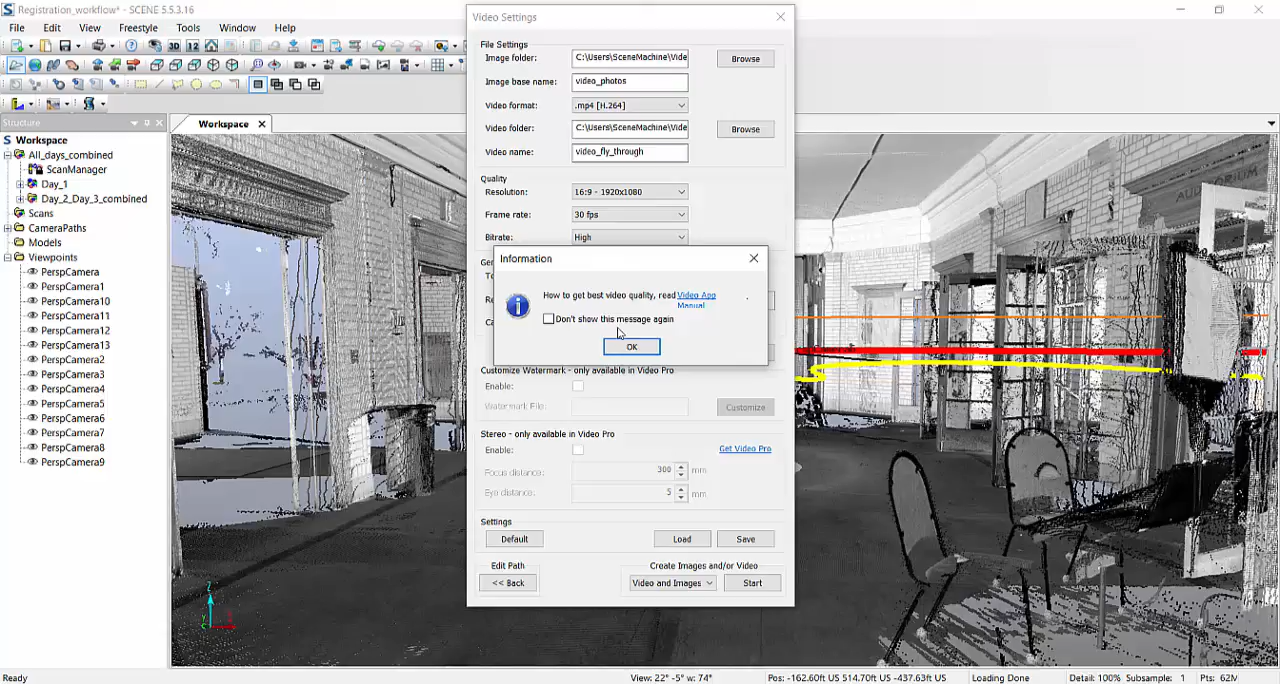 Registration_workflow* - SCENE 5.5.3.16
File Edit View Freestyle Tools Window Help
Structure
Workspace
All_days_combined
ScanManager
Day_1
Day_2_Day_3_combined
Scans
CameraPaths
Models
Viewpoints
PerspCamera
PerspCamera1
PerspCamera10
PerspCamera11
PerspCamera12
PerspCamera13
PerspCamera2
PerspCamera3
PerspCamera4
PerspCamera5
PerspCamera6
PerspCamera7
PerspCamera8
PerspCamera9
Workspace
AUDITORIUM
Video Settings
File Settings
Image folder: C:\Users\SceneMachine\Vide Browse
Image base name: video_photos
Video format: .mp4 [H.264]
Video folder: C:\Users\SceneMachine\Vide Browse
Video name: video_fly_through
Quality
Resolution: 16:9 - 1920x1080
Frame rate: 30 fps
Bitrate: High
Information
How to get best video quality, read Video App
Manual
.
Don't show this message again
OK
Customize Watermark - only available in Video Pro
Enable:
Watermark File: Customize
Stereo - only available in Video Pro
Enable: Get Video Pro
Focus distance: 300 mm
Eye distance: 5 mm
Settings
Default Load Save
Edit Path Create Images and/or Video
<< Back Video and Images Start
Ready View: 22° -5° w: 74° Pos: -162.60ft US 514.70ft US -437.63ft US Loading Done Detail: 100% Subsample: 1 Pts: 62M